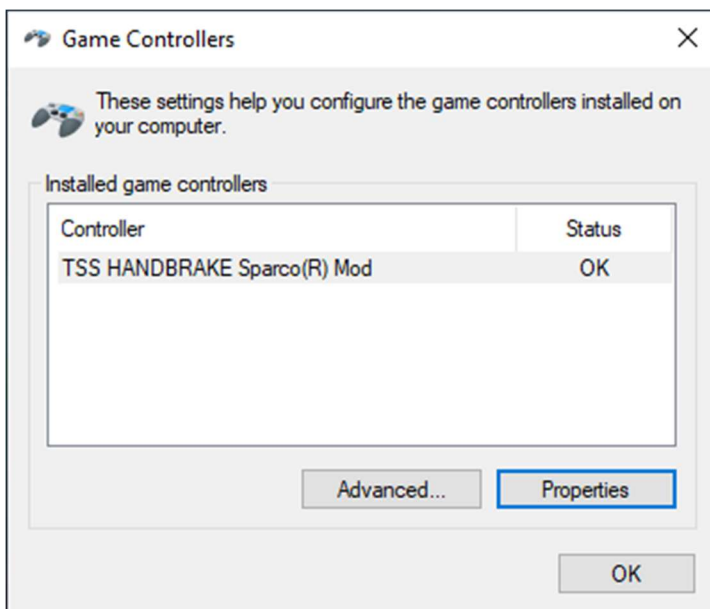 Game Controllers
These settings help you configure the game controllers installed on
your computer.
Installed game controllers
Controller Status
TSS HANDBRAKE Sparco(R) Mod OK
Advanced... Properties
OK